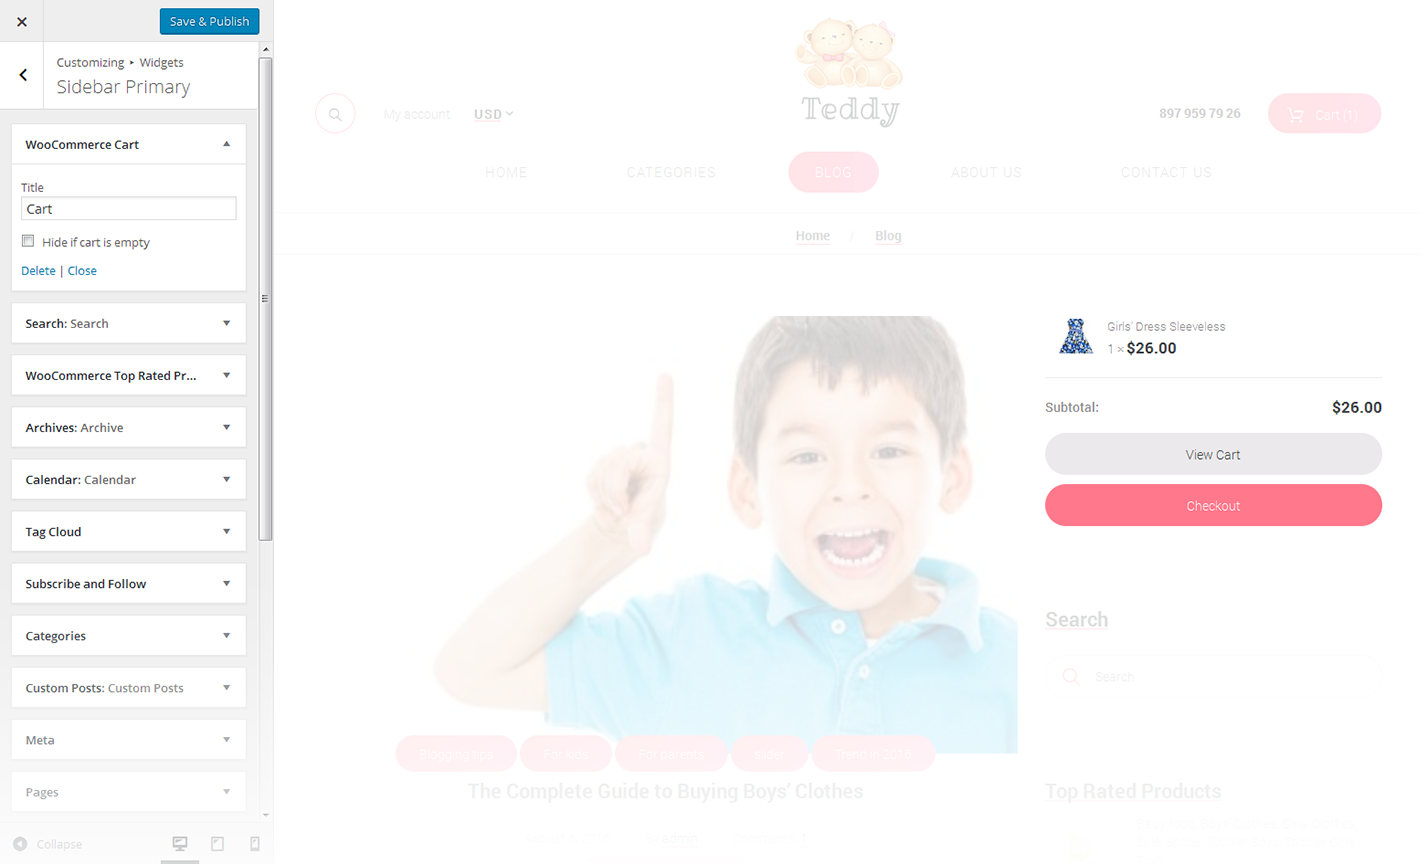 Save & Publish
Customizing ▸ Widgets
Sidebar Primary
WooCommerce Cart
Title
Cart
Hide if cart is empty
Delete | Close
Search: Search
WooCommerce Top Rated Pr...
Archives: Archive
Calendar: Calendar
Tag Cloud
Subscribe and Follow
Categories
Custom Posts: Custom Posts
Meta
Pages
Collapse
Teddy
My account
USD
897 959 79 26
Cart (1)
HOME
CATEGORIES
BLOG
ABOUT US
CONTACT US
Home / Blog
Girls' Dress Sleeveless
1 × $26.00
Subtotal: $26.00
View Cart
Checkout
Search
Search
Blogging tips
For kids
For parents
slider
Trend in 2016
The Complete Guide to Buying Boys' Clothes
admin
Top Rated Products